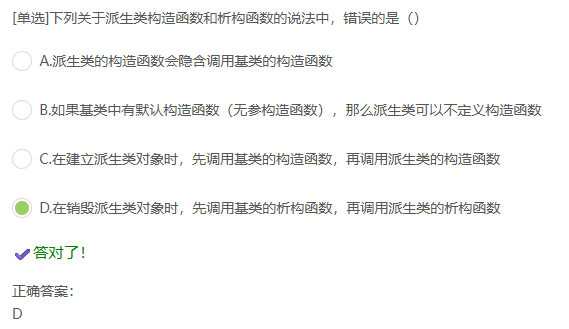 [单选]下列关于派生类构造函数和析构函数的说法中，错误的是（）
A.派生类的构造函数会隐含调用基类的构造函数
B.如果基类中有默认构造函数（无参构造函数），那么派生类可以不定义构造函数
C.在建立派生类对象时，先调用基类的构造函数，再调用派生类的构造函数
D.在销毁派生类对象时，先调用基类的析构函数，再调用派生类的析构函数
答对了！
正确答案：
D